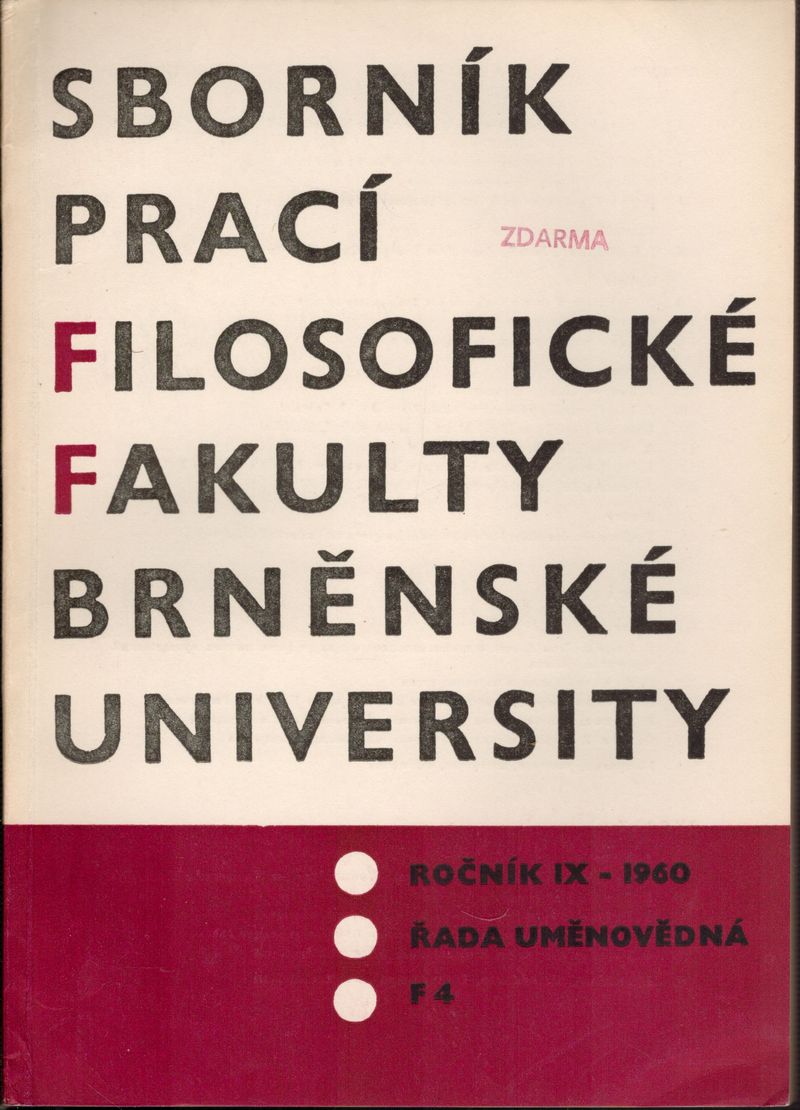 SBORNÍK
PRACÍ
ZDARMA
FILOSOFICKÉ
FAKULTY
BRNĚNSKÉ
UNIVERSITY
ROČNÍK IX - 1960
ŘADA UMĚNOVĚDNÁ
F 4